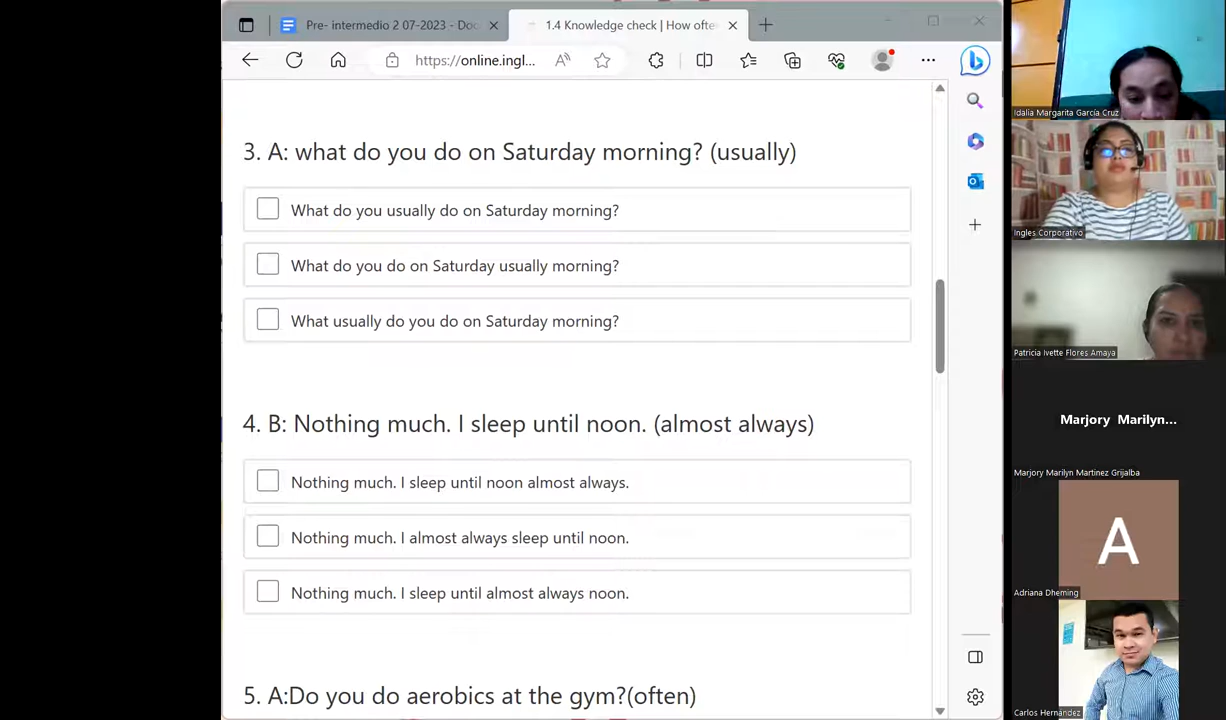 Pre- intermedio 2 07-2023 - Doc
1.4 Knowledge check | How ofte
https://online.ingl...
3. A: what do you do on Saturday morning? (usually)
What do you usually do on Saturday morning?
What do you do on Saturday usually morning?
What usually do you do on Saturday morning?
4. B: Nothing much. I sleep until noon. (almost always)
Nothing much. I sleep until noon almost always.
Nothing much. I almost always sleep until noon.
Nothing much. I sleep until almost always noon.
5. A:Do you do aerobics at the gym?(often)
Idalia Margarita García Cruz
Ingles Corporativo
Patricia Ivette Flores Amaya
Marjory Marilyn...
Marjory Marilyn Martinez Grijalba
A
Adriana Dheming
Carlos Hernández